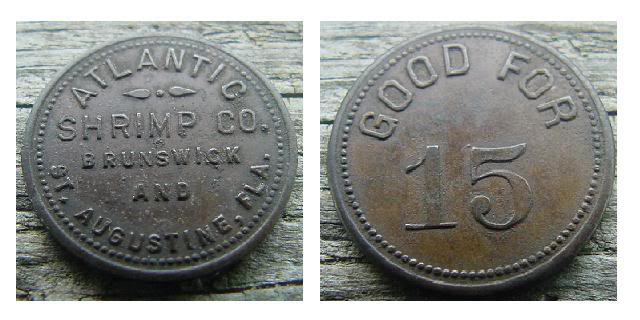 ATLANTIC
SHRIMP CO.
BRUNSWICK
AND
ST. AUGUSTINE, FLA.
GOOD FOR
15